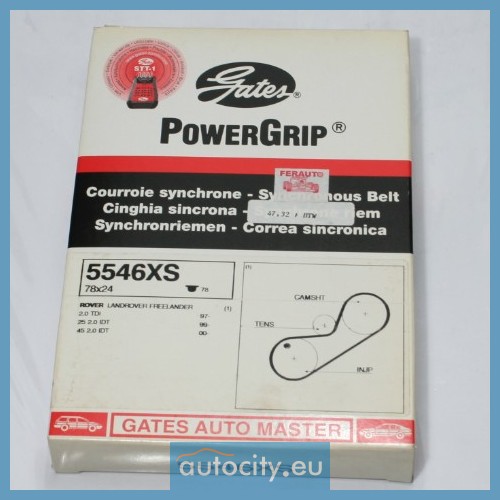 STT-1
Gates®
POWERGRIP®
FERAUTO
Courroie synchrone - Synchronous Belt
Cinghia sincrona -
Synchronriemen - Correa sincronica
5546XS
78x24
78
ROVER LANDROVER FREELANDER (1)
2.0 TDI 97-
25 2.0 IDT 99-
45 2.0 IDT 00-
(1)
CAMSHT
TENS
INJP
GATES AUTO MASTER
autocity.eu